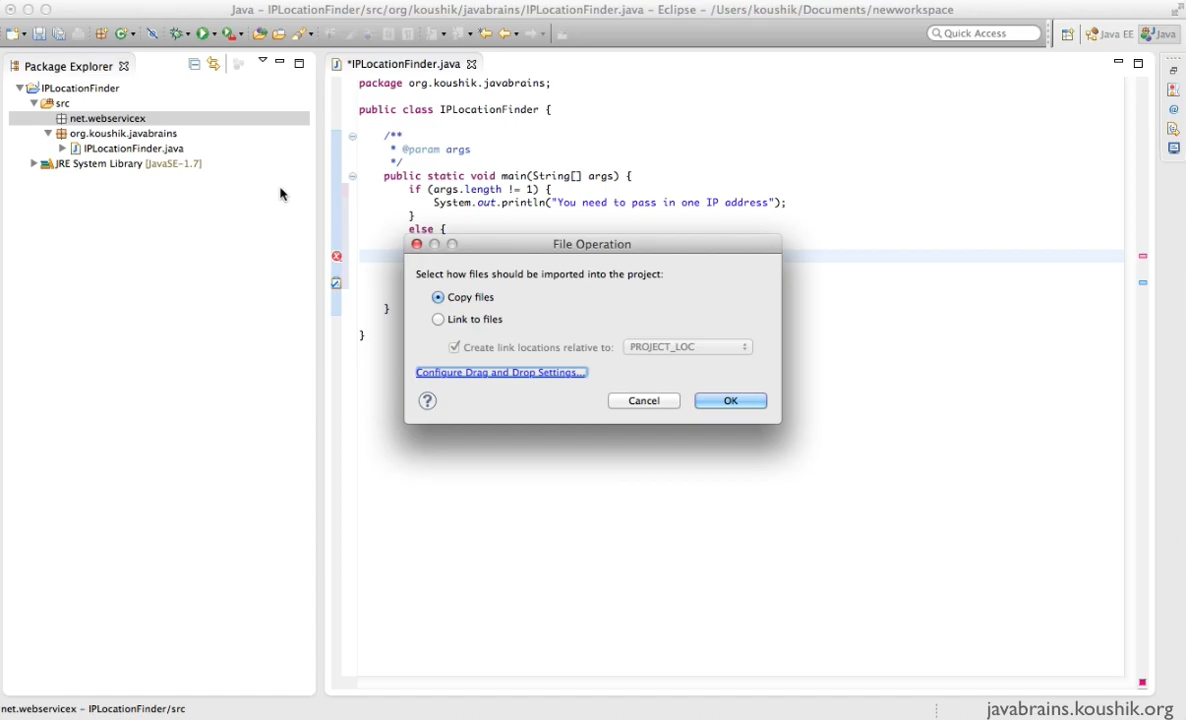 Java – IPLocationFinder/src/org/koushik/javabrains/IPLocationFinder.java – Eclipse – /Users/koushik/Documents/newworkspace
Quick Access
Java EE
Java
Package Explorer
IPLocationFinder
src
net.webservicex
org.koushik.javabrains
IPLocationFinder.java
JRE System Library [JavaSE-1.7]
*IPLocationFinder.java
package org.koushik.javabrains;
public class IPLocationFinder {
/**
* @param args
*/
public static void main(String[] args) {
if (args.length != 1) {
System.out.println("You need to pass in one IP address");
}
else {
}
}
File Operation
Select how files should be imported into the project:
Copy files
Link to files
Create link locations relative to:
PROJECT_LOC
Configure Drag and Drop Settings...
?
Cancel
OK
net.webservicex – IPLocationFinder/src
javabrains.koushik.org